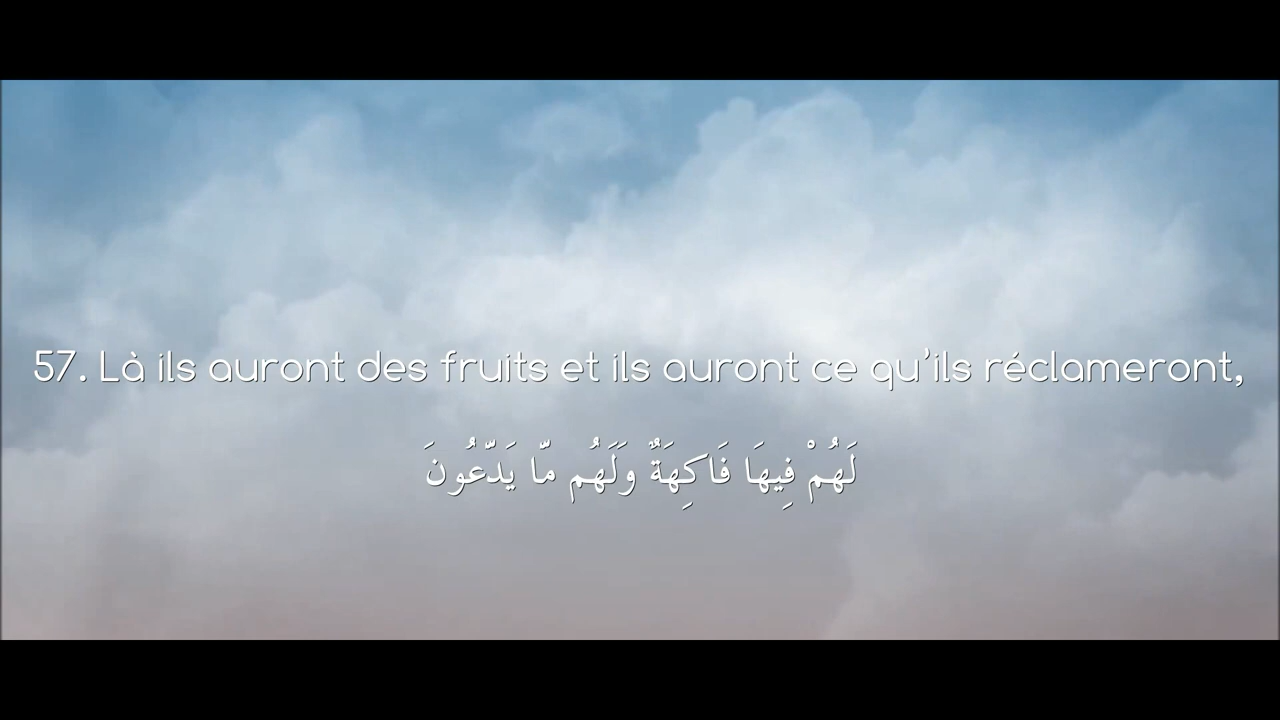 57. Là ils auront des fruits et ils auront ce qu'ils réclameront,
لَهُمْ فِيهَا فَاكِهَةٌ وَلَهُم مَّا يَدَّعُونَ